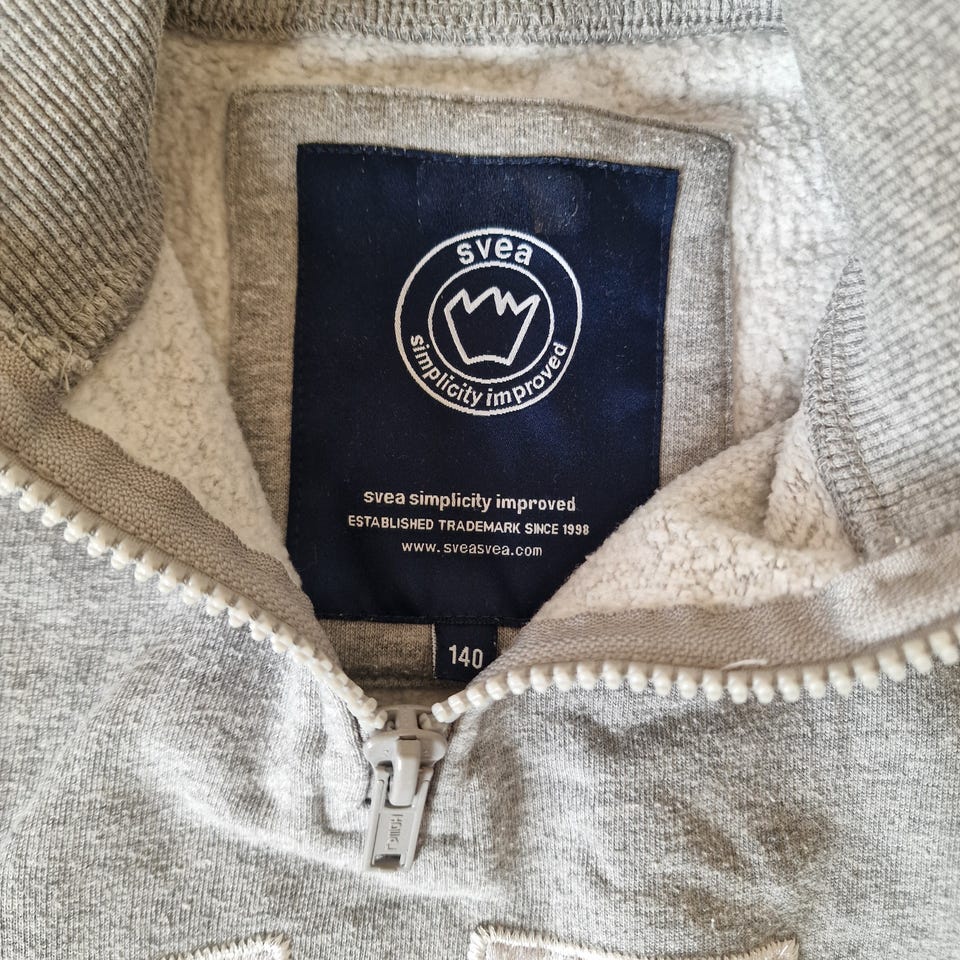 svea
simplicity improved
svea simplicity improved
ESTABLISHED TRADEMARK SINCE 1998
www.sveasvea.com
140